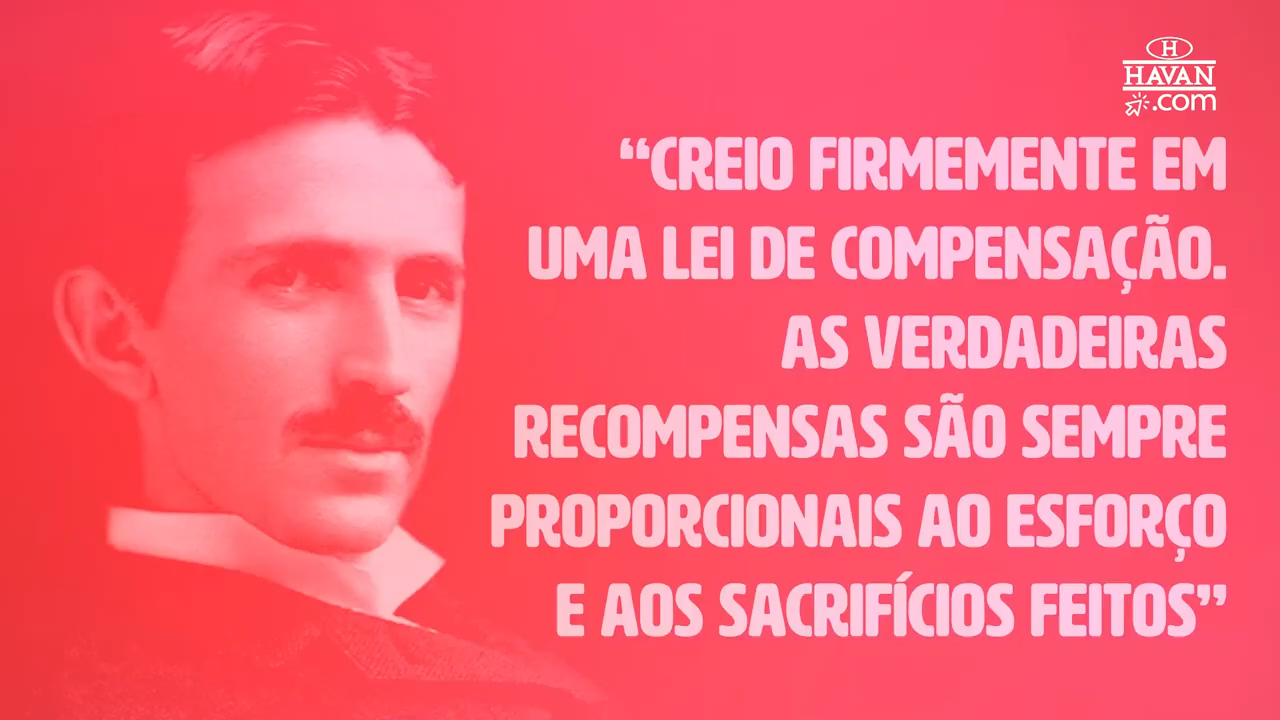 H
HAVAN
.com
“CREIO FIRMEMENTE EM
UMA LEI DE COMPENSAÇÃO.
AS VERDADEIRAS
RECOMPENSAS SÃO SEMPRE
PROPORCIONAIS AO ESFORÇO
E AOS SACRIFÍCIOS FEITOS”